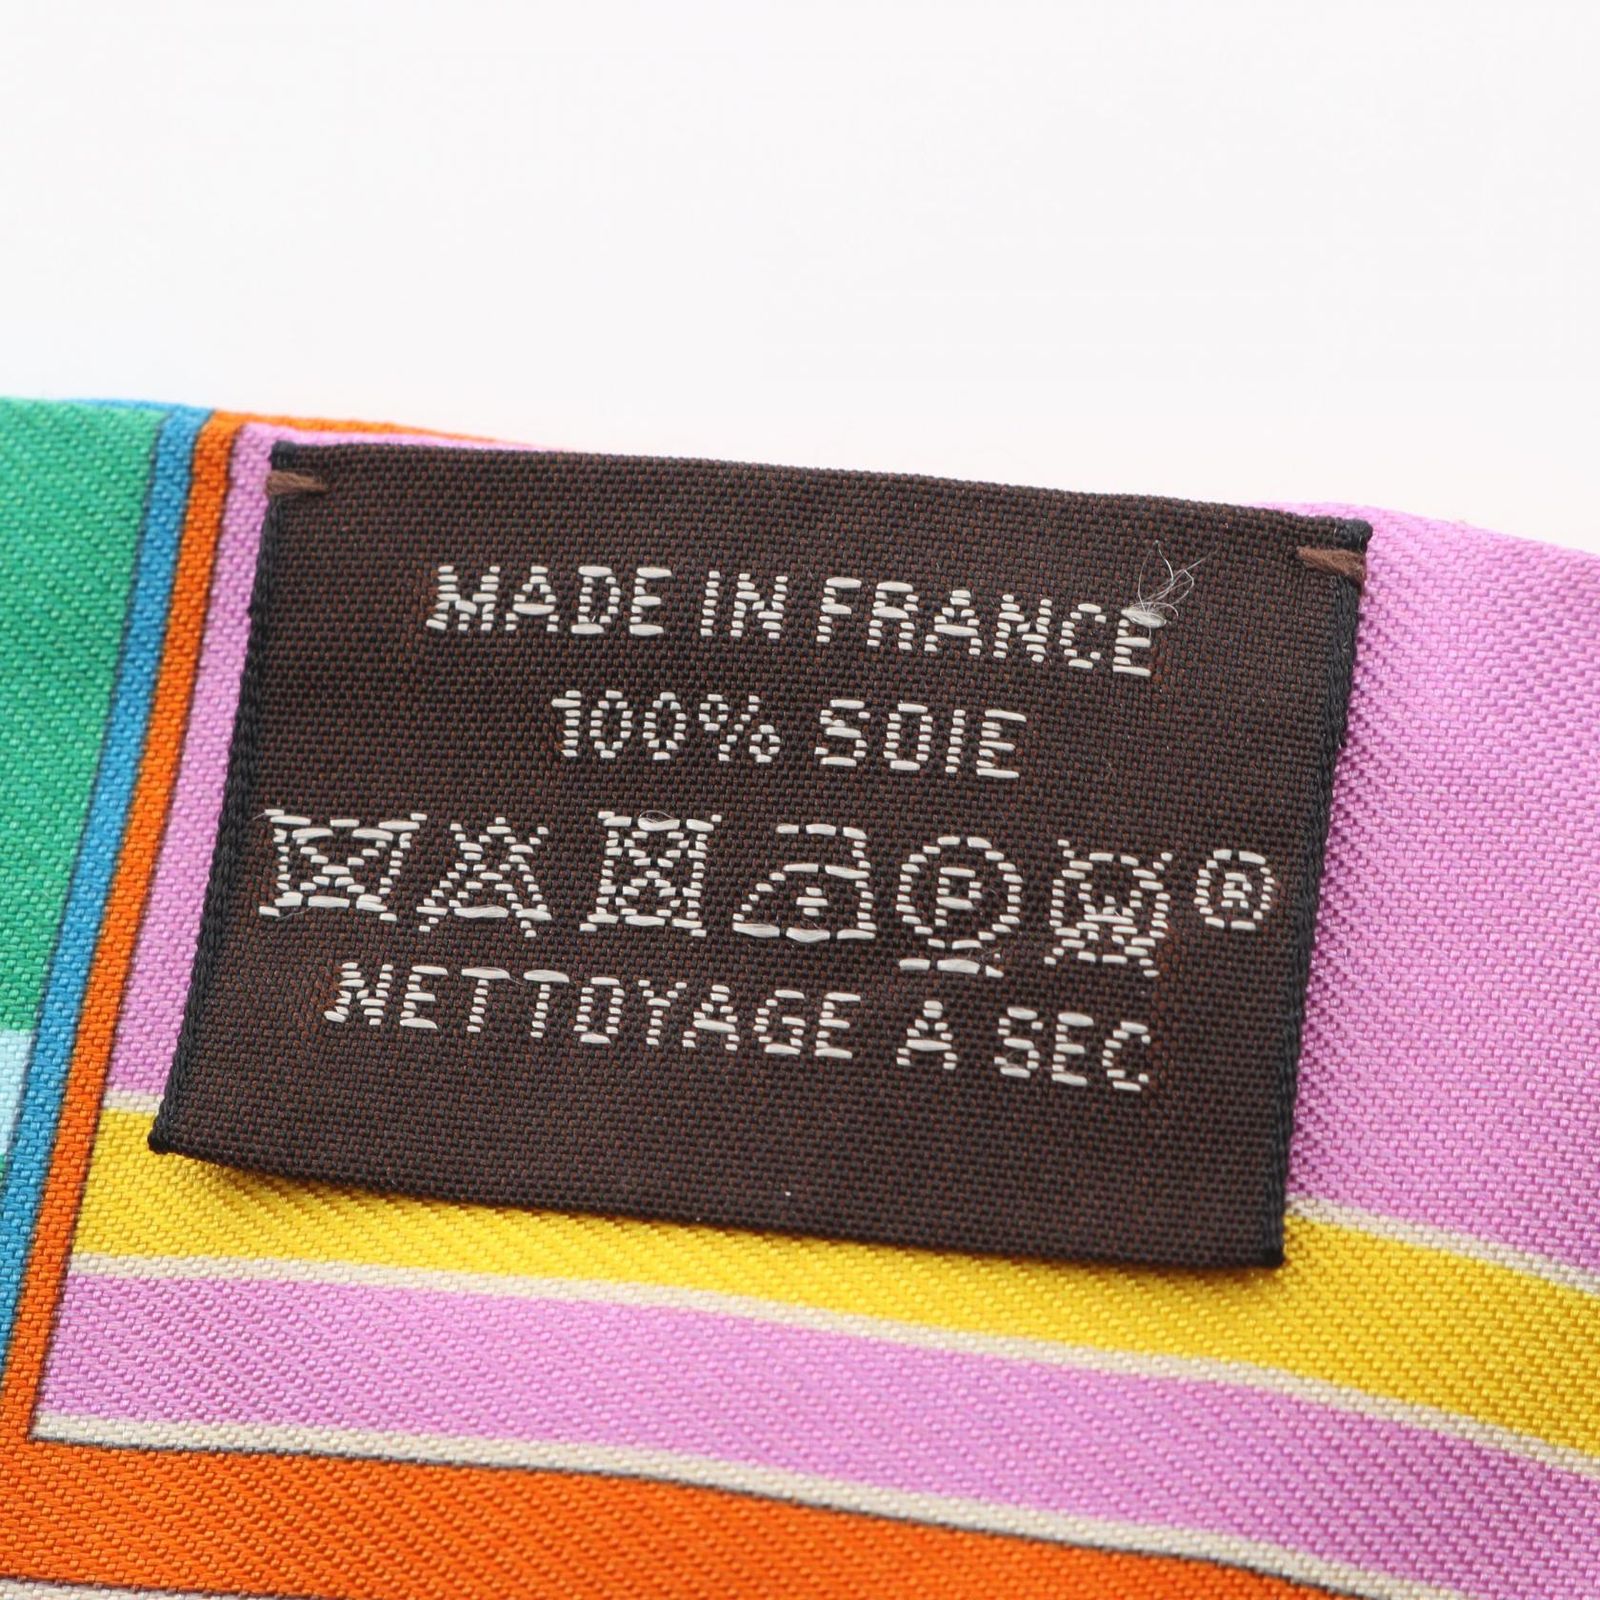 MADE IN FRANCE
100% SOIE
P ®
NETTOYAGE A SEC